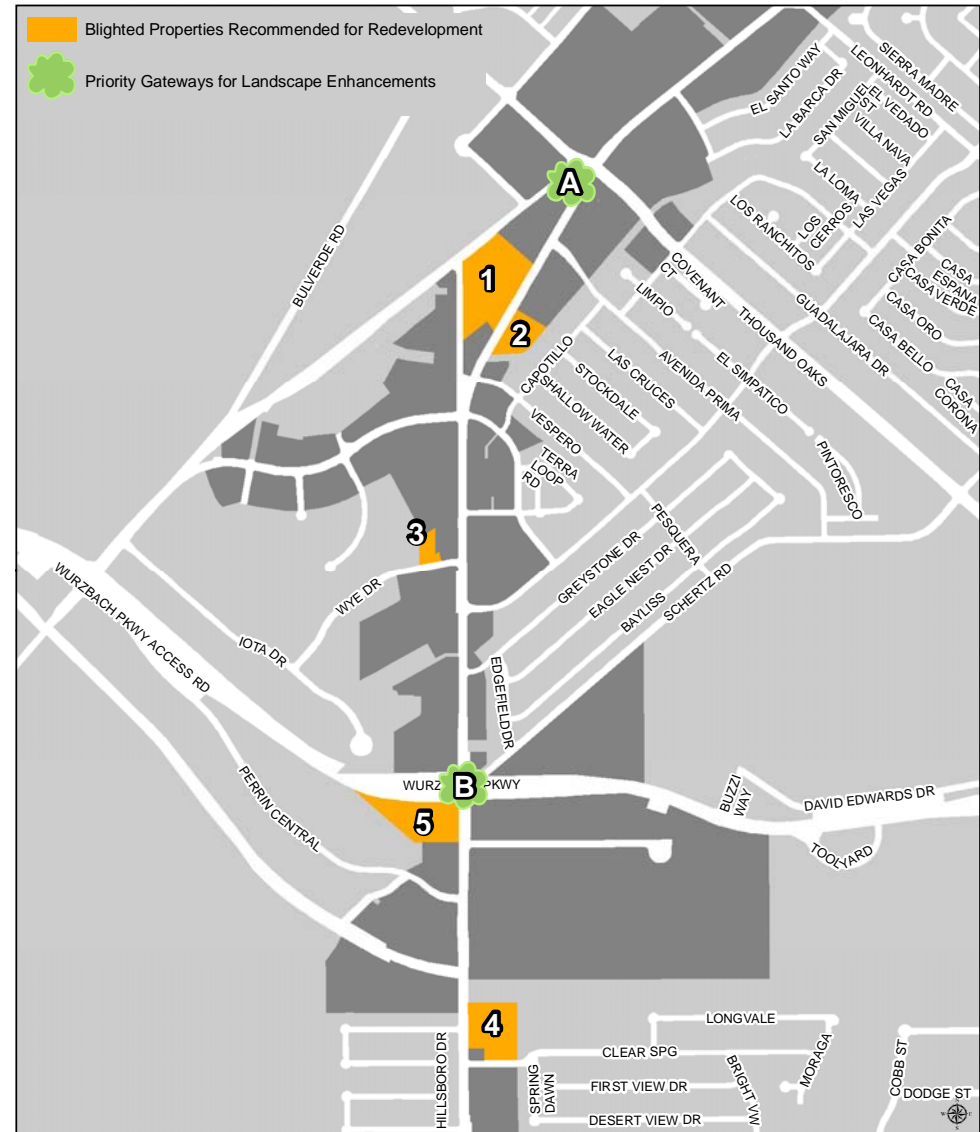 Blighted Properties Recommended for Redevelopment
Priority Gateways for Landscape Enhancements
SIERRA MADRE
LEONHARDT RD
EL SANTO WAY
LA BARCA DR
SAN MIGUEL
ST
EL VEDADO
VILLA NAVA
A
LA LOMA
LAS VEGAS
LOS
CERROS
LOS RANCHITOS
CASA BONITA
CASA
ESPANA
CASA VERDE
BULVERDE RD
COVENANT
CT
LIMPIO
1
GUADALAJARA DR
CASA ORO
THOUSAND OAKS
CASA BELLO
2
CAPOTILLO
LAS CRUCES
AVENIDA PRIMA
EL SIMPATICO
CASA
CORONA
STOCKDALE
SHALLOW WATER
VESPERO
TERRA
LOOP
RD
PINTORESCO
3
PESQUERA
GREYSTONE DR
EAGLE NEST DR
BAYLISS
SCHERTZ RD
WYE DR
WURZBACH PKWY ACCESS RD
IOTA DR
EDGEFIELD DR
B
PKWY
BUZZI
WAY
DAVID EDWARDS DR
PERRIN CENTRAL
5
TOOLYARD
4
LONGVALE
HILLSBORO DR
CLEAR SPG
MORAGA
COBB ST
SPRING
DAWN
FIRST VIEW DR
BRIGHT VW
DODGE ST
DESERT VIEW DR